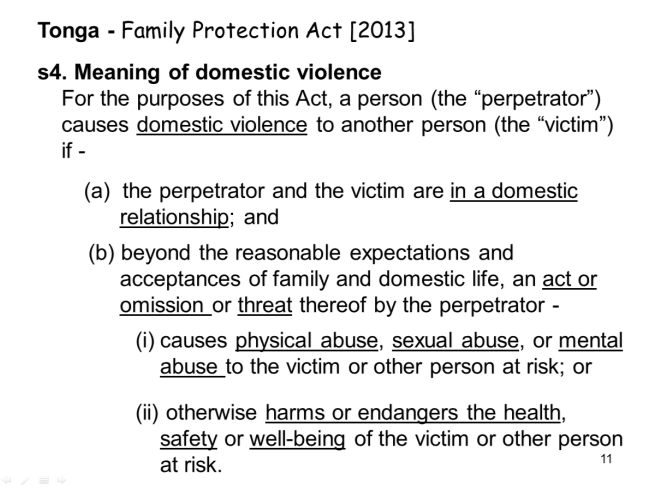 Tonga - Family Protection Act [2013]
s4. Meaning of domestic violence
For the purposes of this Act, a person (the “perpetrator”)
causes domestic violence to another person (the “victim”)
if -
(a) the perpetrator and the victim are in a domestic
relationship; and
(b) beyond the reasonable expectations and
acceptances of family and domestic life, an act or
omission or threat thereof by the perpetrator -
(i) causes physical abuse, sexual abuse, or mental
abuse to the victim or other person at risk; or
(ii) otherwise harms or endangers the health,
safety or well-being of the victim or other person
at risk.
11